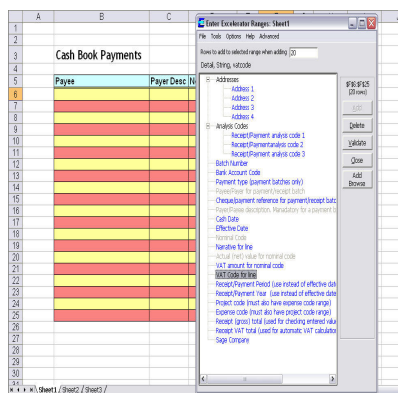 A B C
Enter Excelerator Ranges: Sheet1
File Tools Options Help Advanced
Rows to add to selected range when adding 20
Detail, String, vatcode
1
2
3 Cash Book Payments
4
5 Payee Payer Desc
6
7
8
9
10
11
12
13
14
15
16
17
18
19
20
21
22
23
24
25
26
27
28
29
30
Addresses
Address 1
Address 2
Address 3
Address 4
Analysis Codes
Receipt/Payment analysis code 1
Receipt/Paymentanalysis code 2
Receipt/Payment analysis code 3
Batch Number
Bank Account Code
Payment type (payment batches only)
Payee/Payer for payment/receipt batch
Cheque/payment reference for payment/receipt batc
Payer/Payee description. Manadatory for a payment b
Cash Date
Effective Date
Nominal Code
Narrative for line
Actual (net) value for nominal code
VAT amount for nominal code
VAT Code for line
Receipt/Payment Period (use instead of effective date
Receipt/Payment Year (use instead of effective date
Project code (must also have expense code range)
Expense code (must also have project code range)
Receipt (gross) total (used for checking entered value
Receipt VAT total (used for automatic VAT calculation
Sage Company
$F$6:$F$25
(20 rows)
Edit
Delete
Validate
Close
Add
Browse
Sheet1 / Sheet2 / Sheet3 /